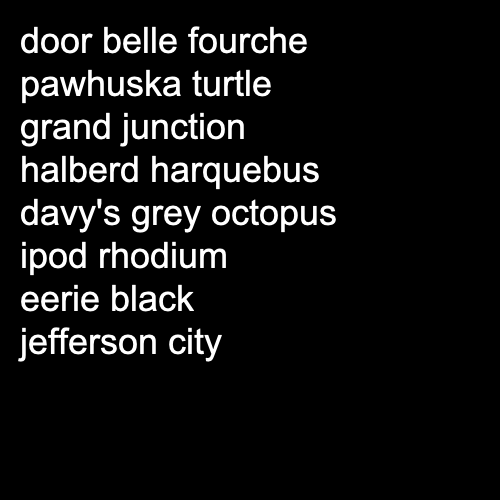 door belle fourche
pawhuska turtle
grand junction
halberd harquebus
davy's grey octopus
ipod rhodium
eerie black
jefferson city